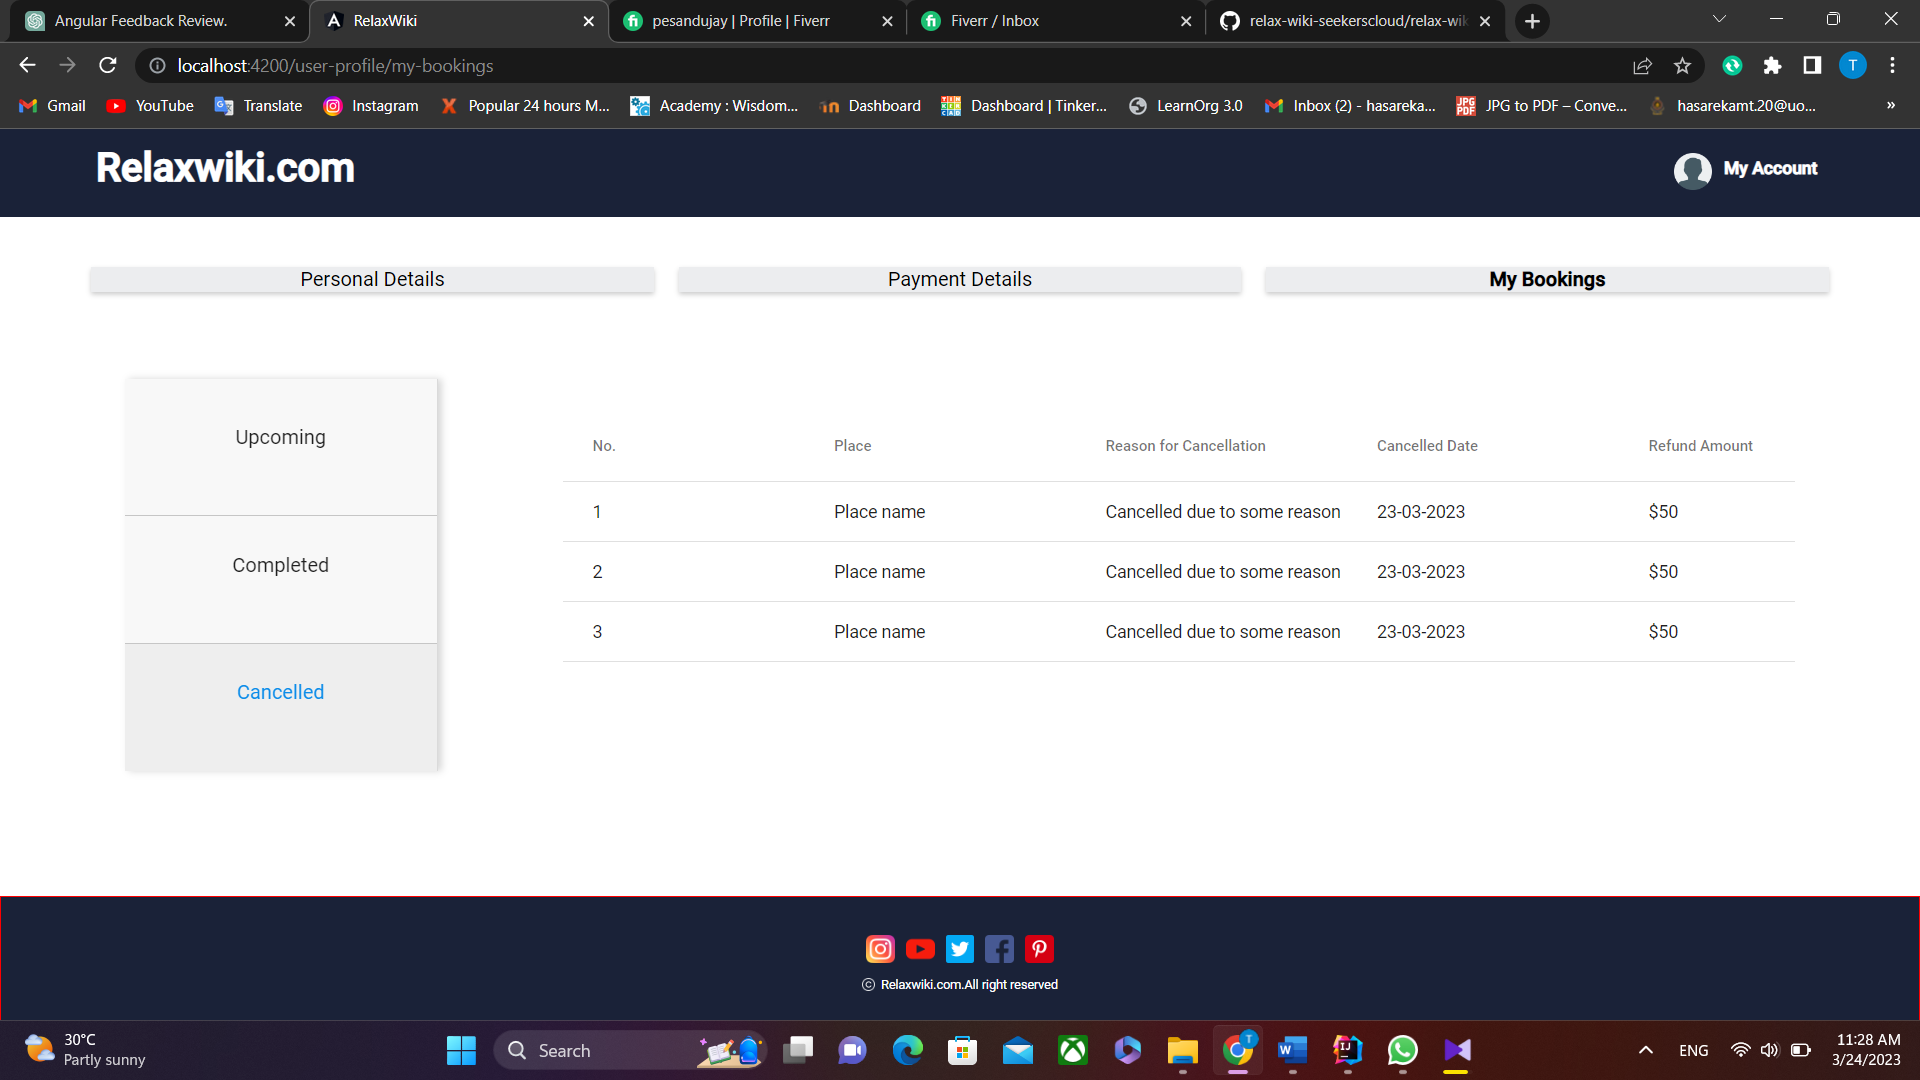 Angular Feedback Review.
RelaxWiki
pesandujay | Profile | Fiverr
Fiverr / Inbox
relax-wiki-seekerscloud/relax-wik
localhost:4200/user-profile/my-bookings
T
Gmail
YouTube
Translate
Instagram
Popular 24 hours M...
Academy : Wisdom...
Dashboard
Dashboard | Tinker...
LearnOrg 3.0
Inbox (2) - hasareka...
JPG to PDF – Conve...
hasarekamt.20@uo...
»
Relaxwiki.com
My Account
Personal Details
Payment Details
My Bookings
Upcoming
Completed
Cancelled
No. Place Reason for Cancellation Cancelled Date Refund Amount
1 Place name Cancelled due to some reason 23-03-2023 $50
2 Place name Cancelled due to some reason 23-03-2023 $50
3 Place name Cancelled due to some reason 23-03-2023 $50
© Relaxwiki.com.All right reserved
30°C
Partly sunny
Search
ENG
11:28 AM
3/24/2023